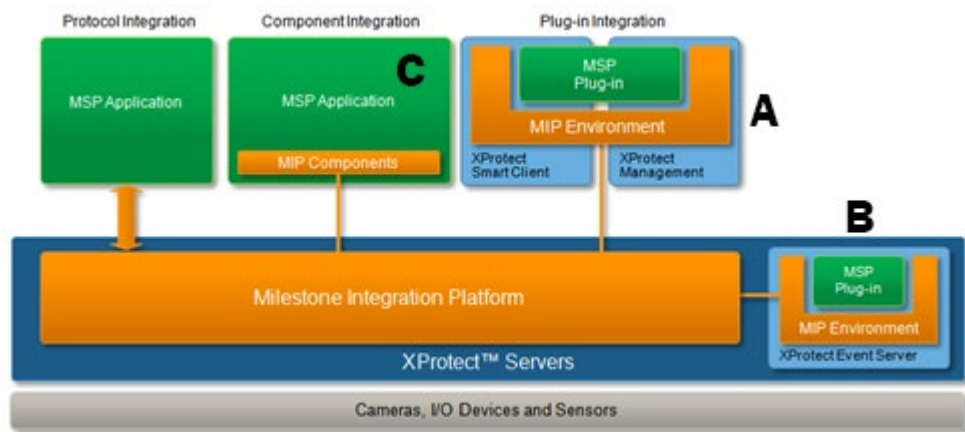 Protocol Integration
Component Integration
Plug-in Integration
MSP Application
C
MSP Application
MIP Components
MSP
Plug-in
MIP Environment
XProtect
Smart Client
XProtect
Management
A
B
Milestone Integration Platform
MSP
Plug-in
MIP Environment
XProtect Event Server
XProtect™ Servers
Cameras, I/O Devices and Sensors